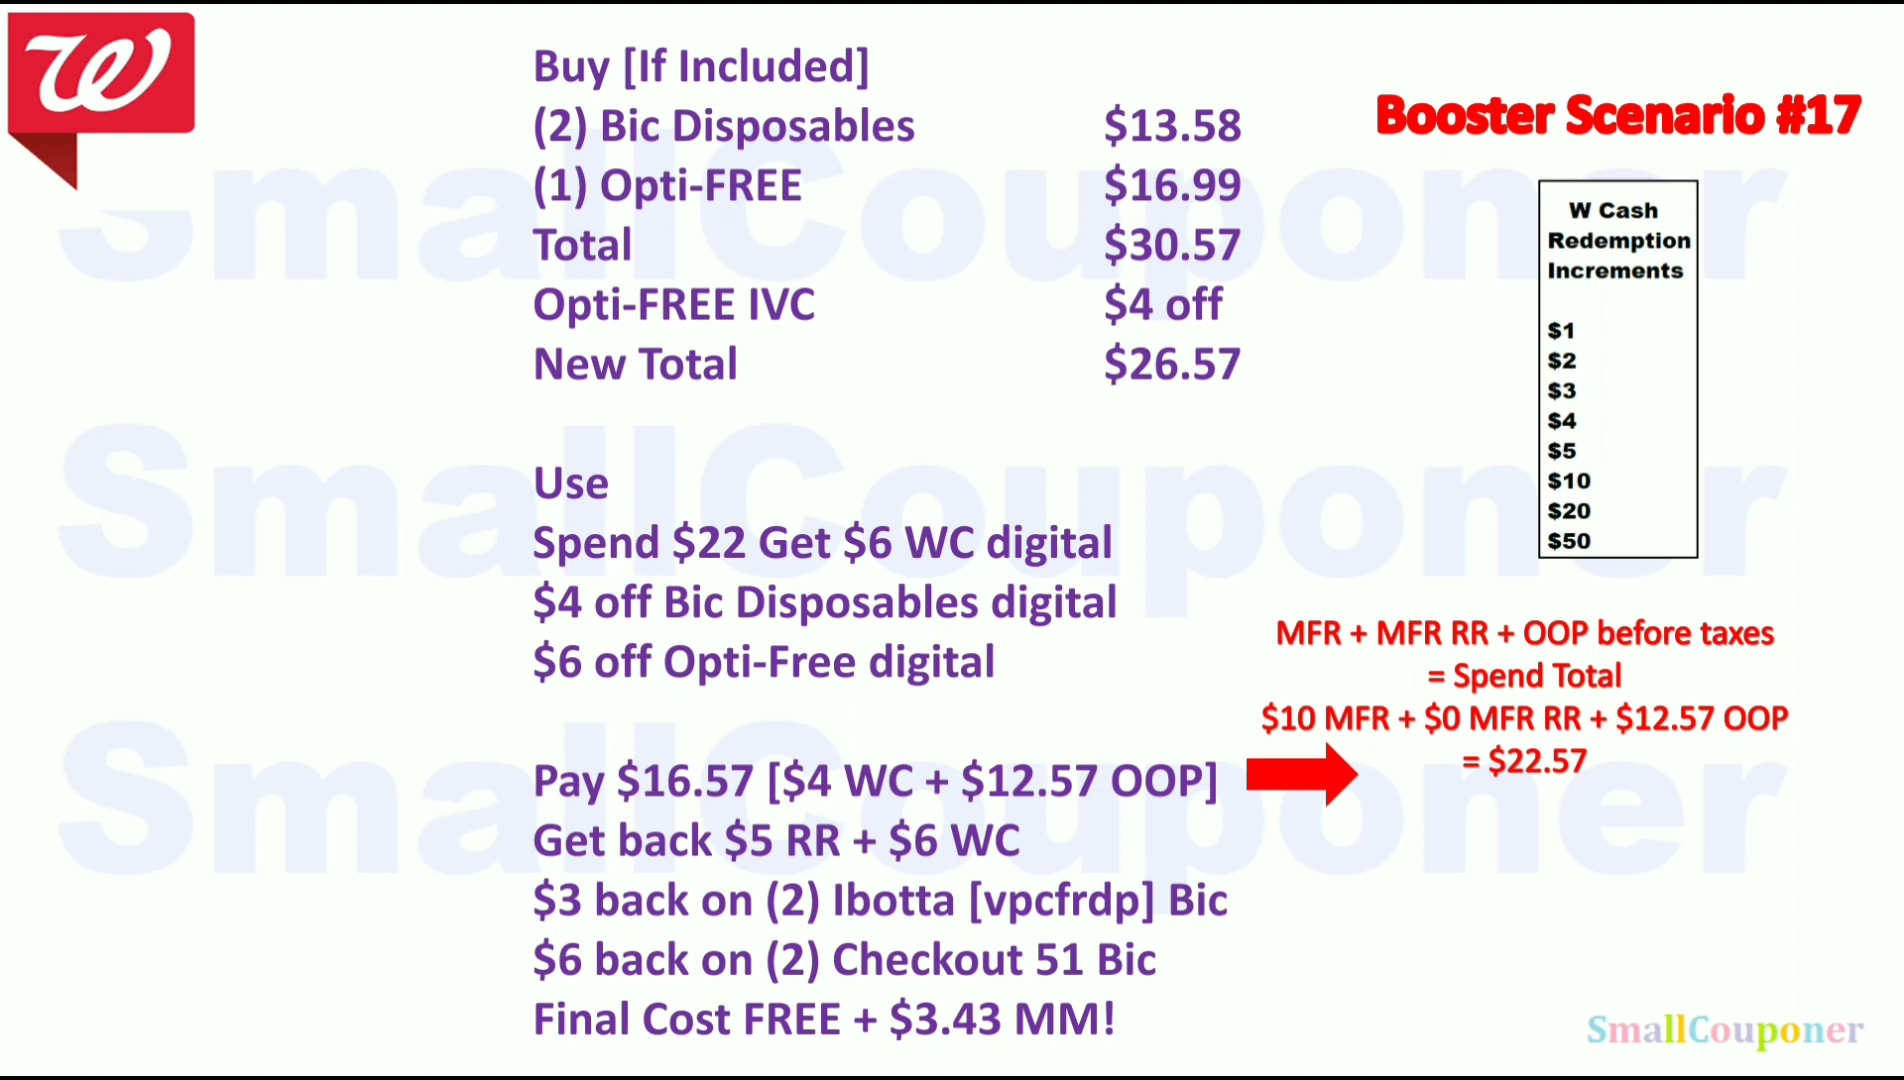 Buy [If Included]
(2) Bic Disposables $13.58
(1) Opti-FREE $16.99
Total $30.57
Opti-FREE IVC $4 off
New Total $26.57
Use
Spend $22 Get $6 WC digital
$4 off Bic Disposables digital
$6 off Opti-Free digital
Pay $16.57 [$4 WC + $12.57 OOP]
Get back $5 RR + $6 WC
$3 back on (2) Ibotta [vpcfrdp] Bic
$6 back on (2) Checkout 51 Bic
Final Cost FREE + $3.43 MM!
Booster Scenario #17
W Cash
Redemption
Increments
$1
$2
$3
$4
$5
$10
$20
$50
MFR + MFR RR + OOP before taxes
= Spend Total
$10 MFR + $0 MFR RR + $12.57 OOP
= $22.57
SmallCouponer
SmallCouponer
SmallCouponer
SmallCouponer
W